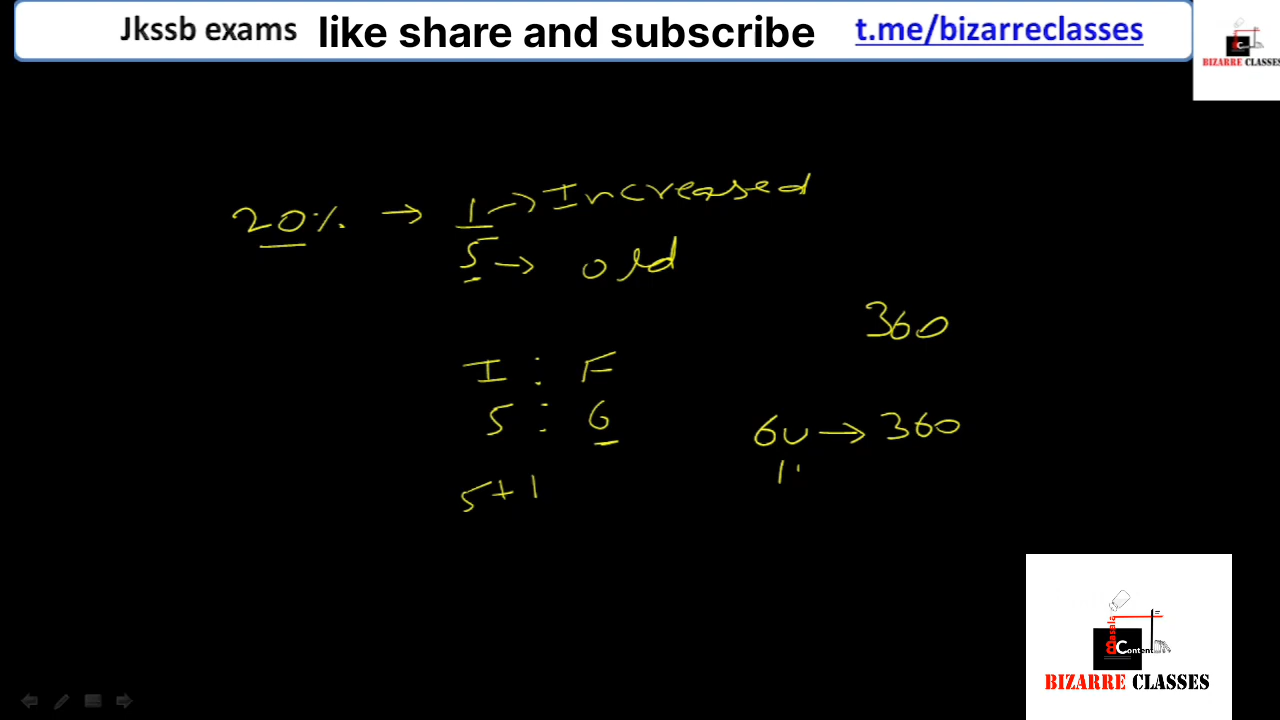 Jkssb exams like share and subscribe t.me/bizarreclasses
BIZARRE CLASSES
20% → 1 → Increased
5 → old
360
I : F
5 : 6
6u → 360
5+1
Content
BIZARRE CLASSES